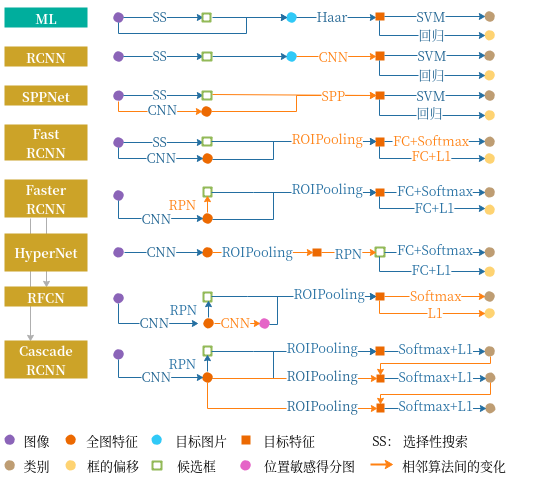 ML SS Haar SVM
回归
RCNN SS CNN SVM
回归
SPPNet SS SPP SVM
CNN 回归
Fast RCNN SS ROIPooling FC+Softmax
CNN FC+L1
Faster RCNN ROIPooling FC+Softmax
RPN
CNN FC+L1
HyperNet CNN ROIPooling RPN FC+Softmax
FC+L1
RFCN ROIPooling Softmax
RPN
CNN CNN L1
Cascade RCNN ROIPooling Softmax+L1
RPN
CNN ROIPooling Softmax+L1
ROIPooling Softmax+L1
图像 全图特征 目标图片 目标特征 SS： 选择性搜索
类别 框的偏移 候选框 位置敏感得分图 相邻算法间的变化